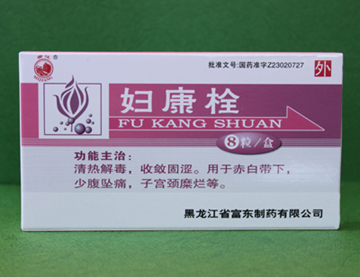 批准文号:国药准字Z23020727
外
妇康栓
FU KANG SHUAN
8粒/盒
功能主治:
清热解毒,收敛固涩。用于赤白带下,
少腹坠痛,子宫颈糜烂等。
黑龙江省富东制药有限公司